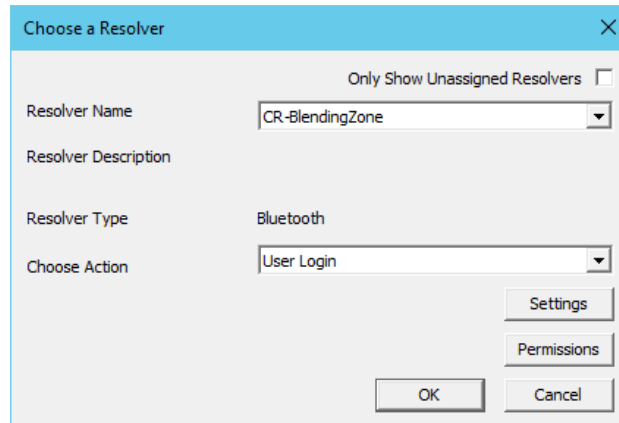 Choose a Resolver
Only Show Unassigned Resolvers
Resolver Name CR-BlendingZone
Resolver Description
Resolver Type Bluetooth
Choose Action User Login
Settings
Permissions
OK Cancel